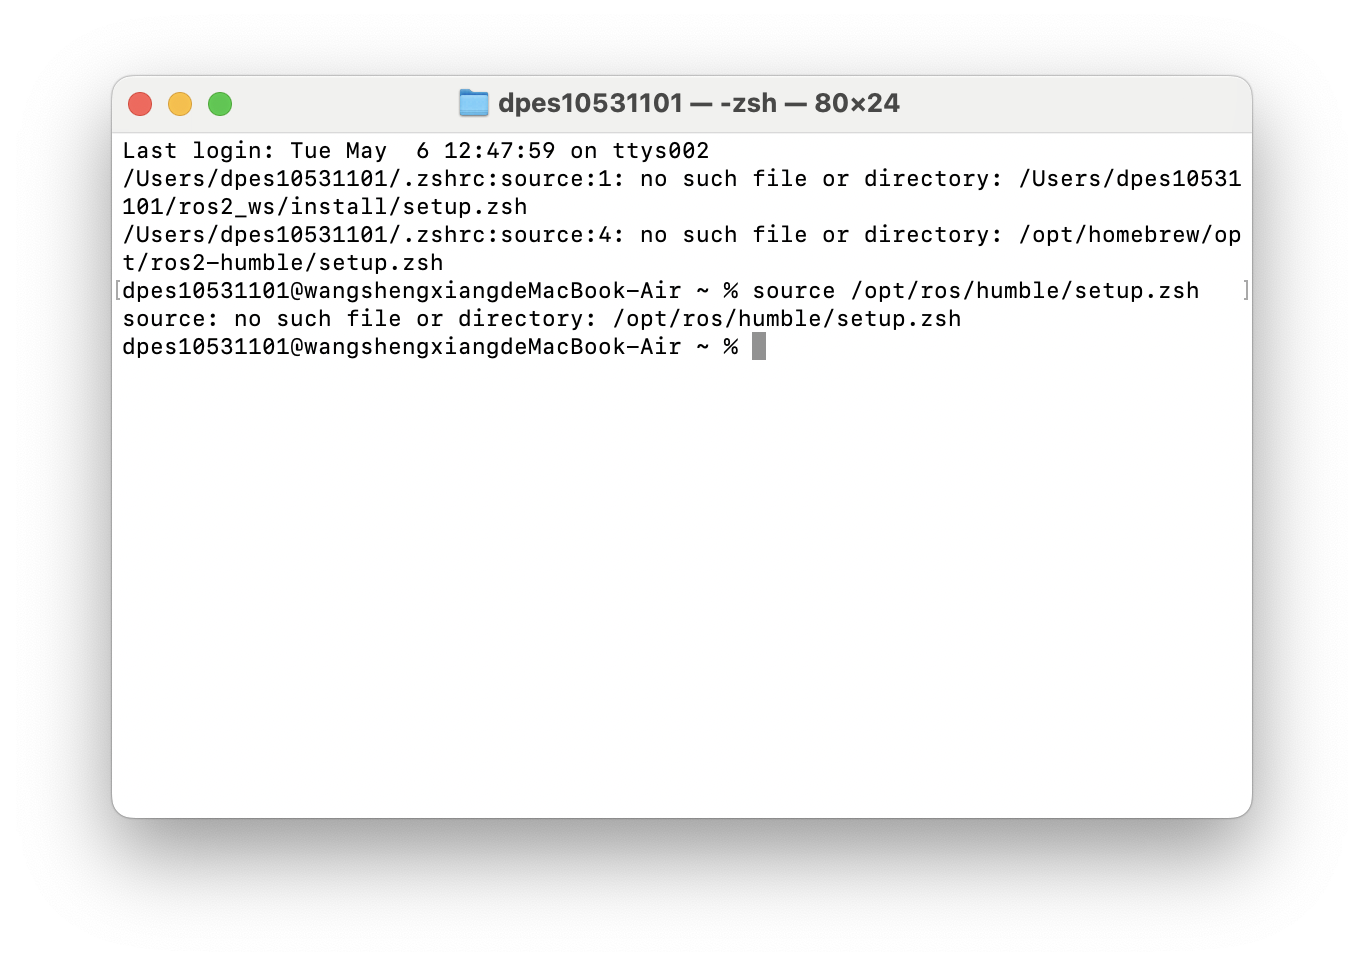 dpes10531101 — -zsh — 80×24
Last login: Tue May  6 12:47:59 on ttys002
/Users/dpes10531101/.zshrc:source:1: no such file or directory: /Users/dpes10531
101/ros2_ws/install/setup.zsh
/Users/dpes10531101/.zshrc:source:4: no such file or directory: /opt/homebrew/op
t/ros2-humble/setup.zsh
[dpes10531101@wangshengxiangdeMacBook-Air ~ % source /opt/ros/humble/setup.zsh   ]
source: no such file or directory: /opt/ros/humble/setup.zsh
dpes10531101@wangshengxiangdeMacBook-Air ~ %